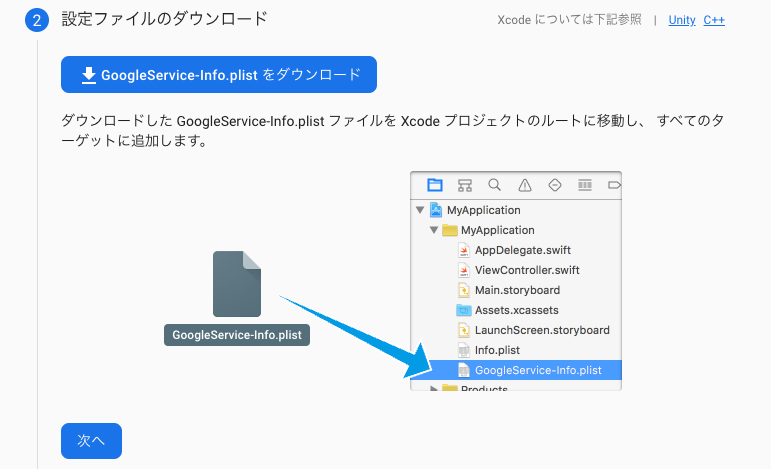 2 設定ファイルのダウンロード Xcode については下記参照 | Unity C++
GoogleService-Info.plist をダウンロード
ダウンロードした GoogleService-Info.plist ファイルを Xcode プロジェクトのルートに移動し、 すべてのタ
ーゲットに追加します。
MyApplication
MyApplication
AppDelegate.swift
ViewController.swift
Main.storyboard
Assets.xcassets
LaunchScreen.storyboard
Info.plist
GoogleService-Info.plist
Products
GoogleService-Info.plist
次へ